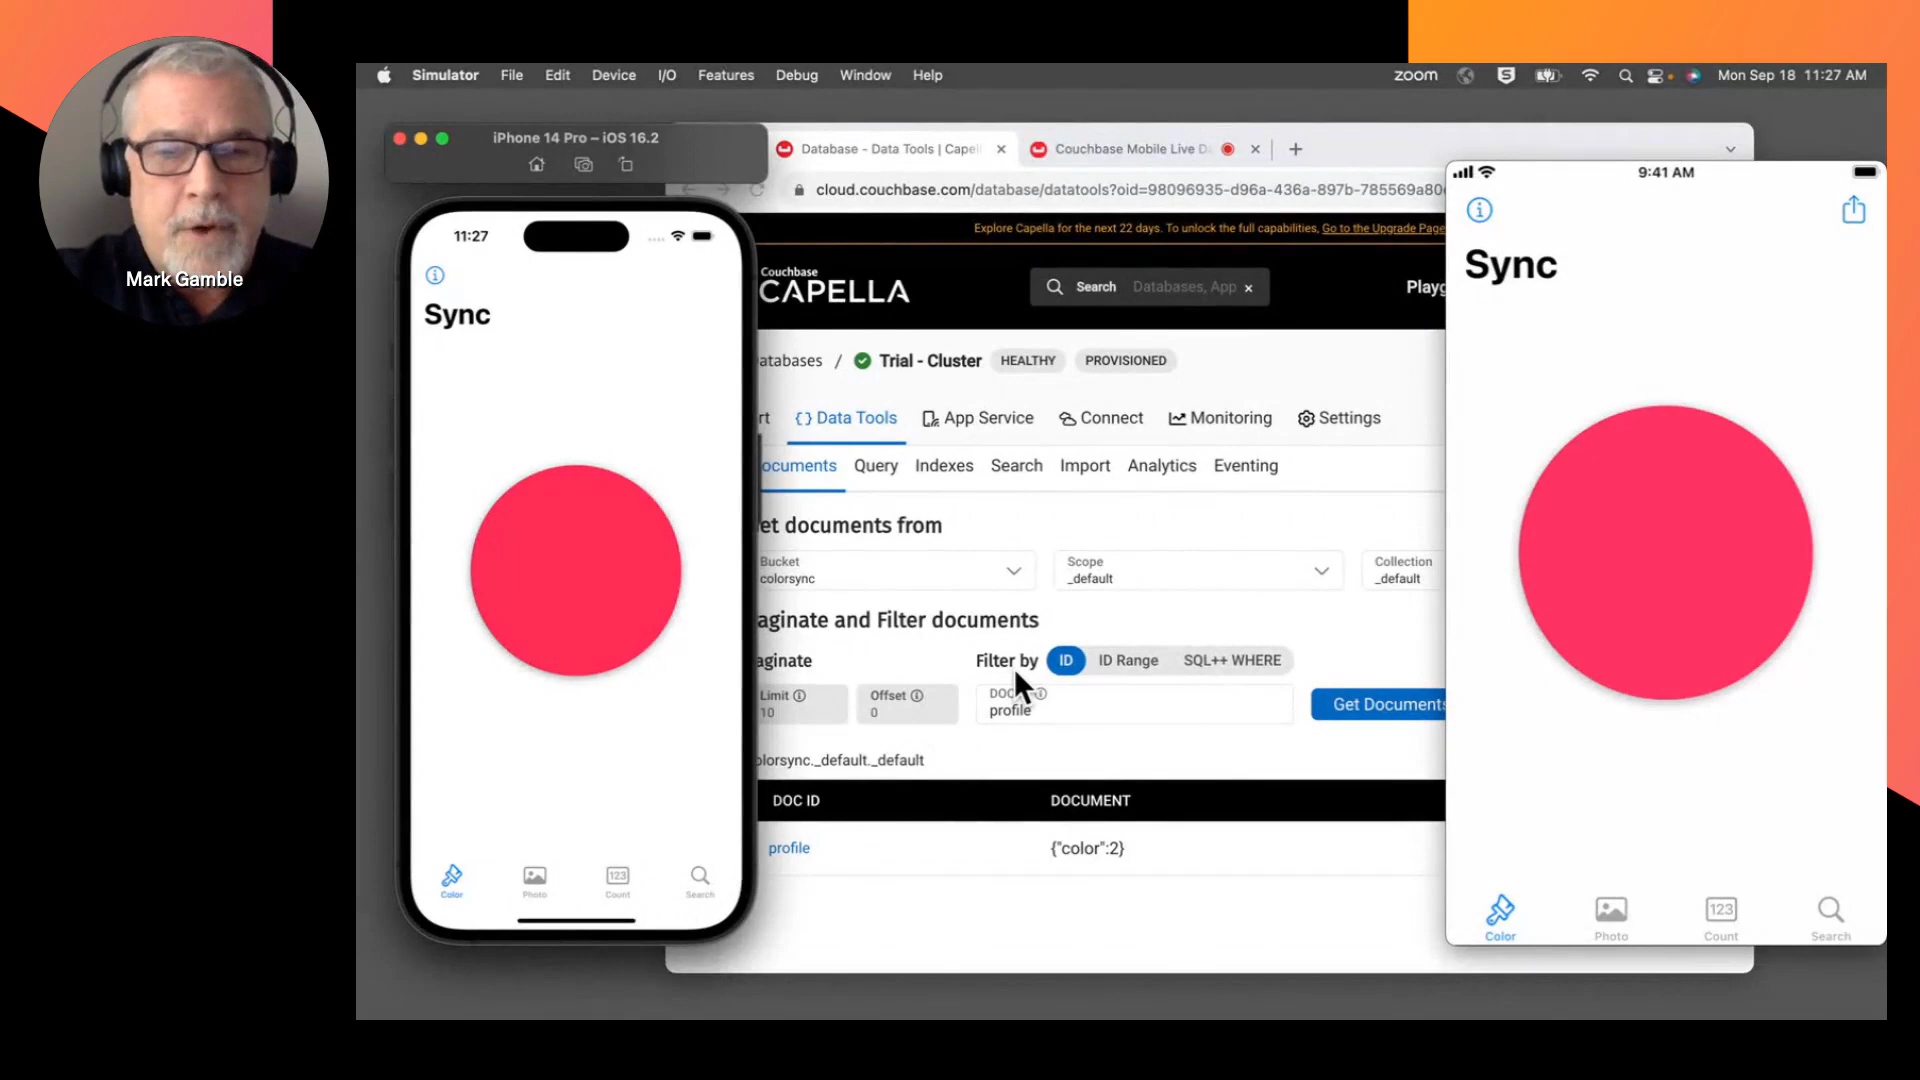 Mark Gamble
Simulator File Edit Device I/O Features Debug Window Help
zoom Mon Sep 18 11:27 AM
iPhone 14 Pro – iOS 16.2
Database - Data Tools | Capel
Couchbase Mobile Live D
cloud.couchbase.com/database/datatools?oid=98096935-d96a-436a-897b-785569a80
Explore Capella for the next 22 days. To unlock the full capabilities, Go to the Upgrade Page
Couchbase
CAPELLA
Search Databases, App
Playg
atabases / Trial - Cluster HEALTHY PROVISIONED
rt Data Tools App Service Connect Monitoring Settings
ocuments Query Indexes Search Import Analytics Eventing
et documents from
Bucket
colorsync
Scope
_default
Collection
_default
aginate and Filter documents
aginate
Filter by ID ID Range SQL++ WHERE
Limit
10
Offset
0
DOC
profile
Get Documents
olorsync._default._default
DOC ID DOCUMENT
profile {"color":2}
11:27
Sync
Color Photo 123 Count Search
9:41 AM
Sync
Color Photo 123 Count Search